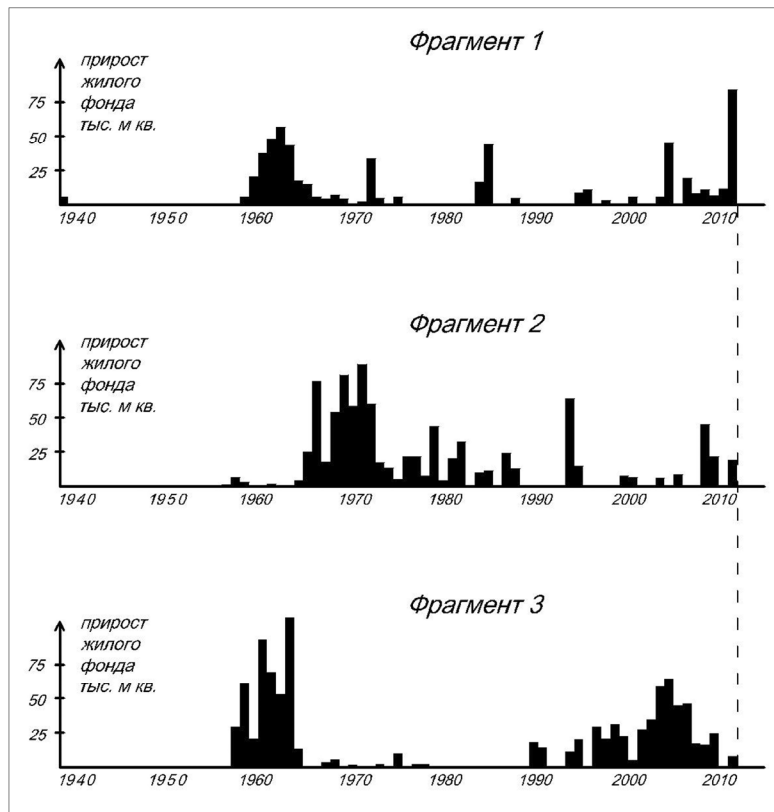 Фрагмент 1
прирост
жилого
фонда
тыс. м кв.
75
50
25
1940 1950 1960 1970 1980 1990 2000 2010
Фрагмент 2
прирост
жилого
фонда
тыс. м кв.
75
50
25
1940 1950 1960 1970 1980 1990 2000 2010
Фрагмент 3
прирост
жилого
фонда
тыс. м кв.
75
50
25
1940 1950 1960 1970 1980 1990 2000 2010